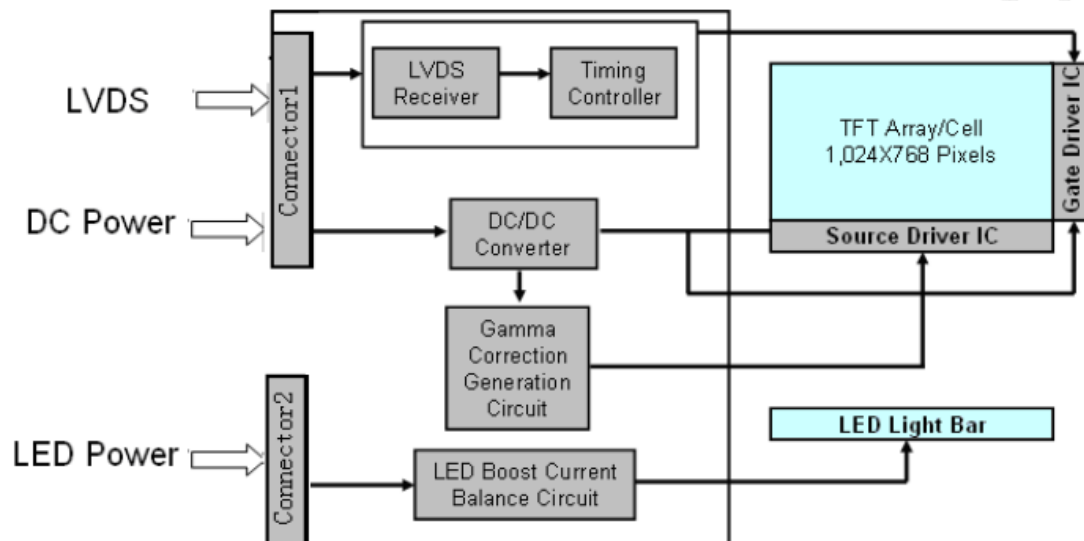 LVDS
DC Power
LED Power
Connector1
Connector2
LVDS
Receiver
Timing
Controller
DC/DC
Converter
Gamma
Correction
Generation
Circuit
LED Boost Current
Balance Circuit
TFT Array/Cell
1,024X768 Pixels
Gate Driver IC
Source Driver IC
LED Light Bar